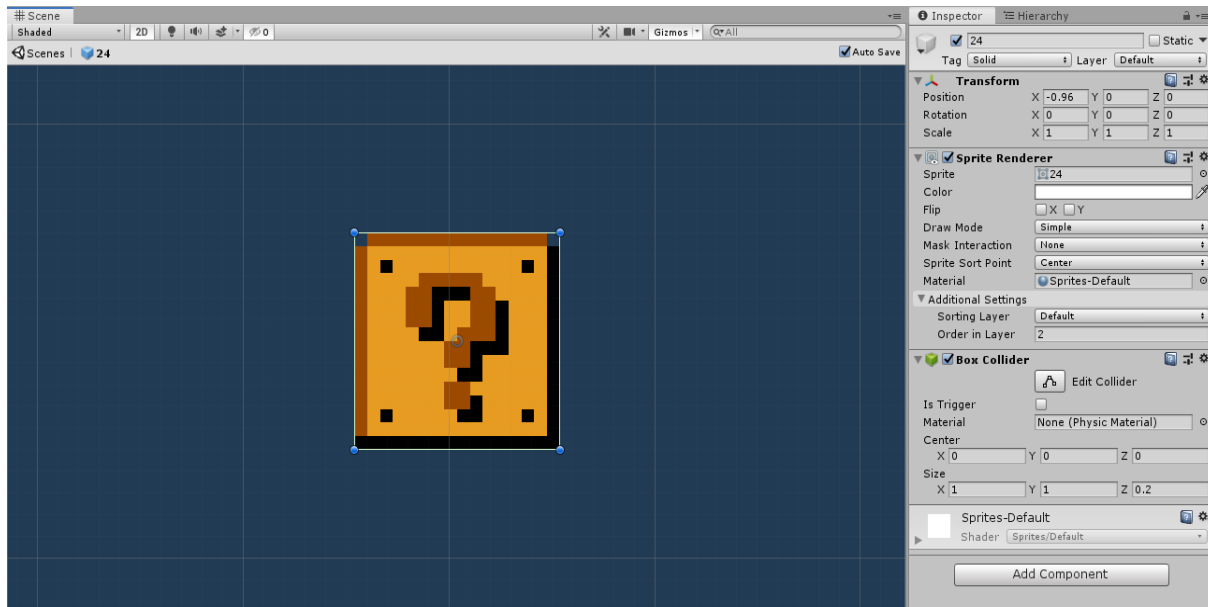 Scene
Shaded 2D 0 Gizmos All
Scenes 24 Auto Save
Inspector Hierarchy
24 Static
Tag Solid Layer Default
Transform
Position X -0.96 Y 0 Z 0
Rotation X 0 Y 0 Z 0
Scale X 1 Y 1 Z 1
Sprite Renderer
Sprite 24
Color
Flip X Y
Draw Mode Simple
Mask Interaction None
Sprite Sort Point Center
Material Sprites-Default
Additional Settings
Sorting Layer Default
Order in Layer 2
Box Collider
Edit Collider
Is Trigger
Material None (Physic Material)
Center
X 0 Y 0 Z 0
Size
X 1 Y 1 Z 0.2
Sprites-Default
Shader Sprites/Default
Add Component
?